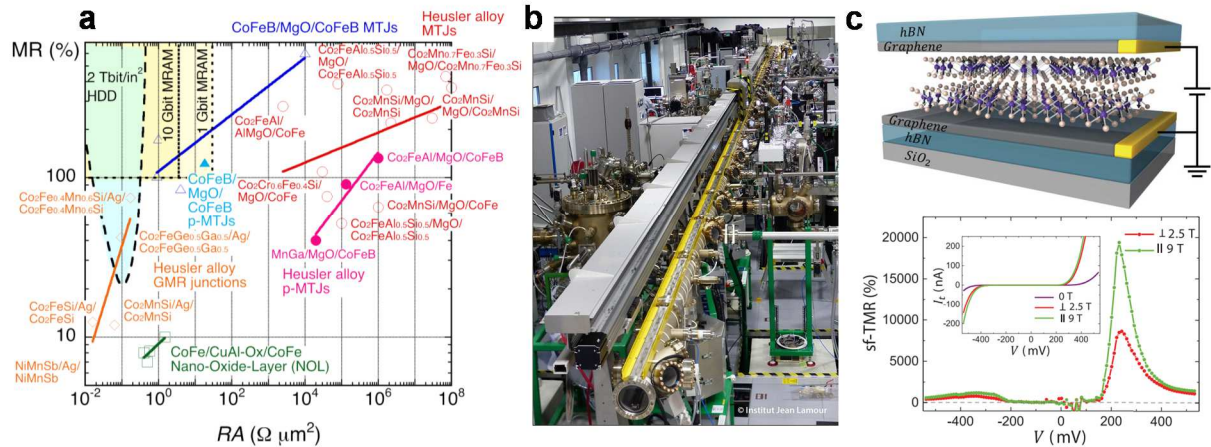 a
MR (%)
100
10
2 Tbit/in²
HDD
10 Gbit MRAM
1 Gbit MRAM
CoFeB/MgO/CoFeB MTJs
Heusler alloy
MTJs
Co₂FeAl₀.₅Si₀.₅/
MgO/
Co₂FeAl₀.₅Si₀.₅
Co₂Mn₀.₇Fe₀.₃Si/
MgO/Co₂Mn₀.₇Fe₀.₃Si
Co₂MnSi/MgO/
Co₂MnSi
Co₂MnSi/
MgO/Co₂MnSi
Co₂FeAl/
AlMgO/CoFe
Co₂FeAl/MgO/CoFeB
Co₂Cr₀.₆Fe₀.₄Si/
MgO/CoFe
Co₂FeAl/MgO/Fe
Co₂MnSi/MgO/CoFe
Co₂FeAl₀.₅Si₀.₅/MgO/
Co₂FeAl₀.₅Si₀.₅
MnGa/MgO/CoFeB
Heusler alloy
p-MTJs
CoFeB/
MgO/
CoFeB
p-MTJs
Co₂Fe₀.₄Mn₀.₆Si/Ag/
Co₂Fe₀.₄Mn₀.₆Si
Co₂FeGe₀.₅Ga₀.₅/Ag/
Co₂FeGe₀.₅Ga₀.₅
Heusler alloy
GMR junctions
Co₂FeSi/Ag/
Co₂FeSi
Co₂MnSi/Ag/
Co₂MnSi
NiMnSb/Ag/
NiMnSb
CoFe/CuAl-Ox/CoFe
Nano-Oxide-Layer (NOL)
10⁻² 10⁰ 10² 10⁴ 10⁶ 10⁸
RA (Ω μm²)
b
© Institut Jean Lamour
c
hBN
Graphene
Graphene
hBN
SiO₂
sf-TMR (%)
20000
15000
10000
5000
0
⊥ 2.5 T
|| 9 T
Iₜ (nA)
200
100
0
-100
-200
0 T
⊥ 2.5 T
|| 9 T
-400 -200 0 200 400
V (mV)
-400 -200 0 200 400
V (mV)